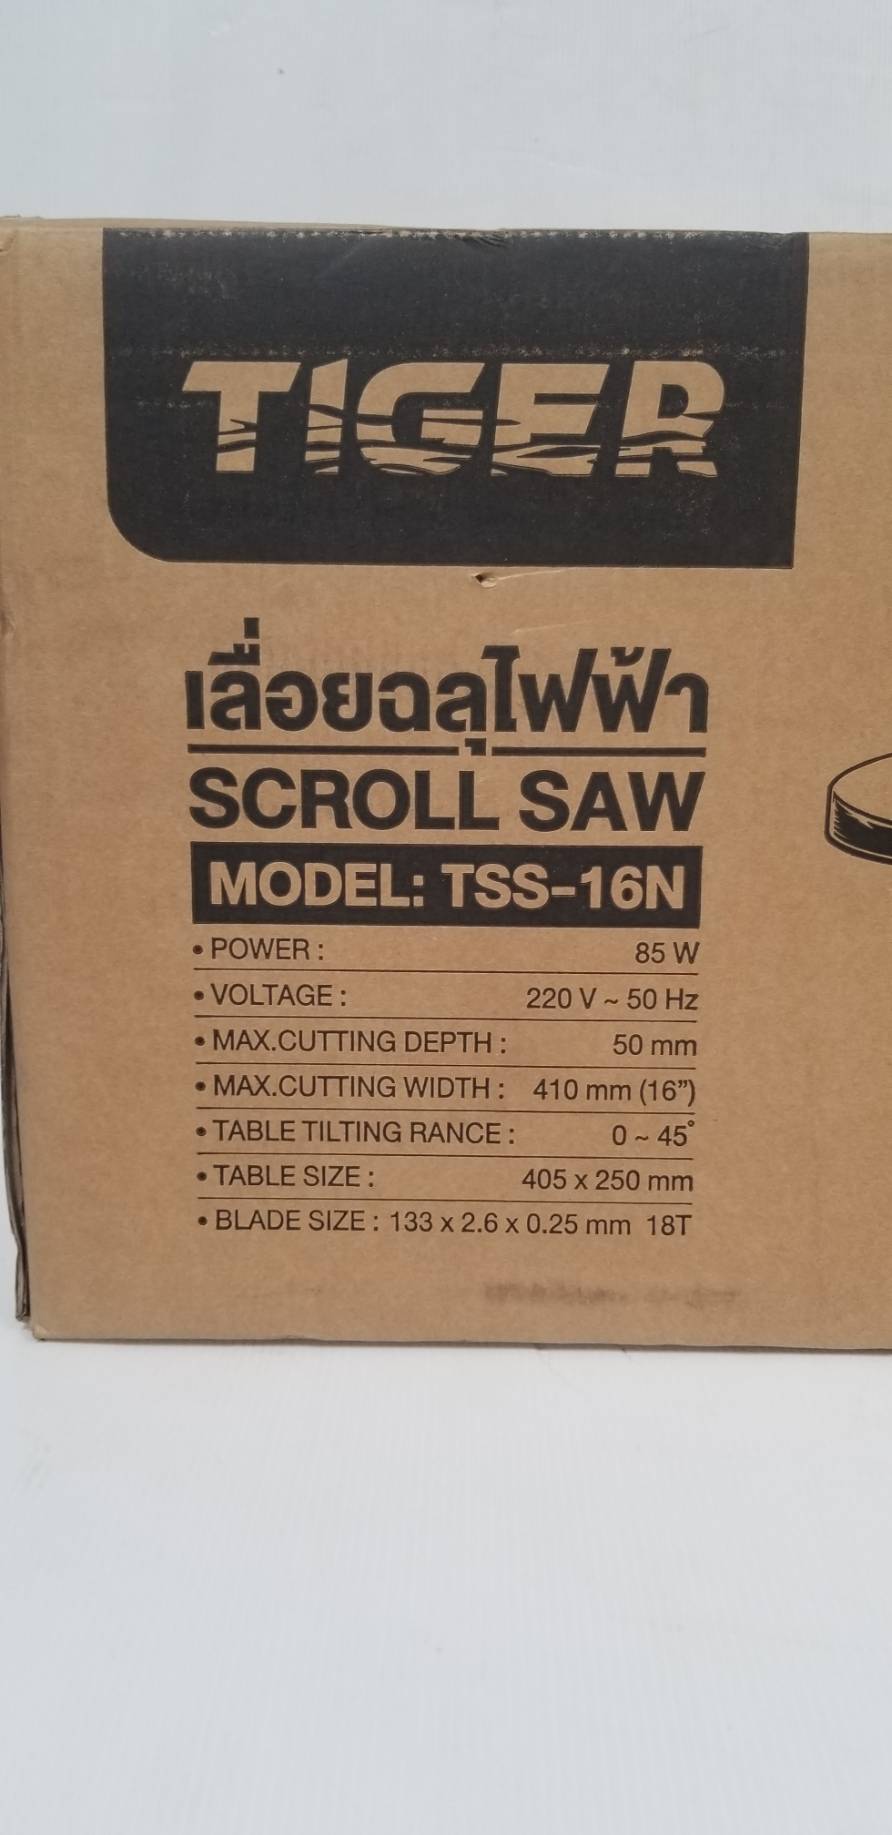 TIGER
เลื่อยฉลุไฟฟ้า
SCROLL SAW
MODEL: TSS-16N
• POWER : 85 W
• VOLTAGE : 220 V ~ 50 Hz
• MAX.CUTTING DEPTH : 50 mm
• MAX.CUTTING WIDTH : 410 mm (16”)
• TABLE TILTING RANCE : 0 ~ 45°
• TABLE SIZE : 405 x 250 mm
• BLADE SIZE : 133 x 2.6 x 0.25 mm 18T